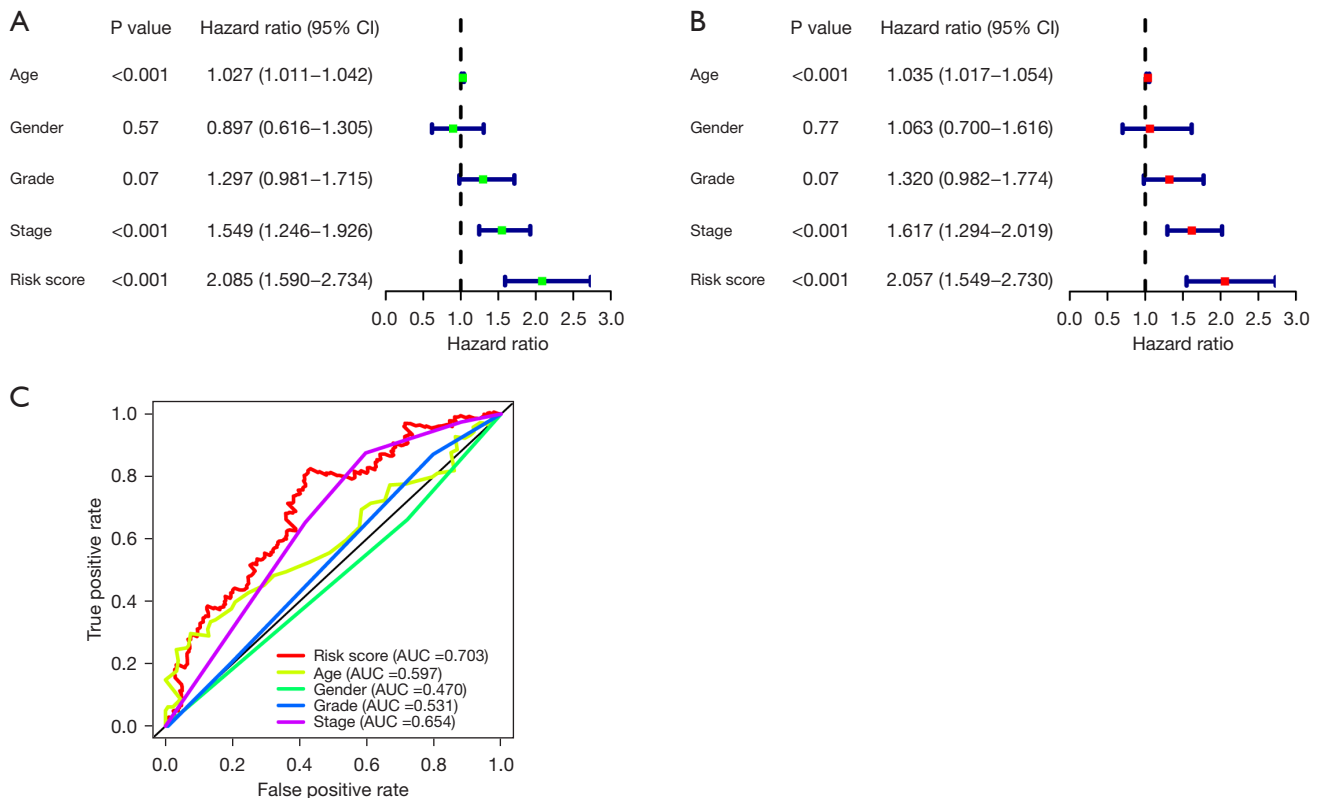 A
P value Hazard ratio (95% CI)
Age <0.001 1.027 (1.011−1.042)
Gender 0.57 0.897 (0.616−1.305)
Grade 0.07 1.297 (0.981−1.715)
Stage <0.001 1.549 (1.246−1.926)
Risk score <0.001 2.085 (1.590−2.734)
0.0 0.5 1.0 1.5 2.0 2.5 3.0
Hazard ratio
B
P value Hazard ratio (95% CI)
Age <0.001 1.035 (1.017−1.054)
Gender 0.77 1.063 (0.700−1.616)
Grade 0.07 1.320 (0.982−1.774)
Stage <0.001 1.617 (1.294−2.019)
Risk score <0.001 2.057 (1.549−2.730)
0.0 0.5 1.0 1.5 2.0 2.5 3.0
Hazard ratio
C
True positive rate
1.0
0.8
0.6
0.4
0.2
0.0
Risk score (AUC =0.703)
Age (AUC =0.597)
Gender (AUC =0.470)
Grade (AUC =0.531)
Stage (AUC =0.654)
0.0 0.2 0.4 0.6 0.8 1.0
False positive rate